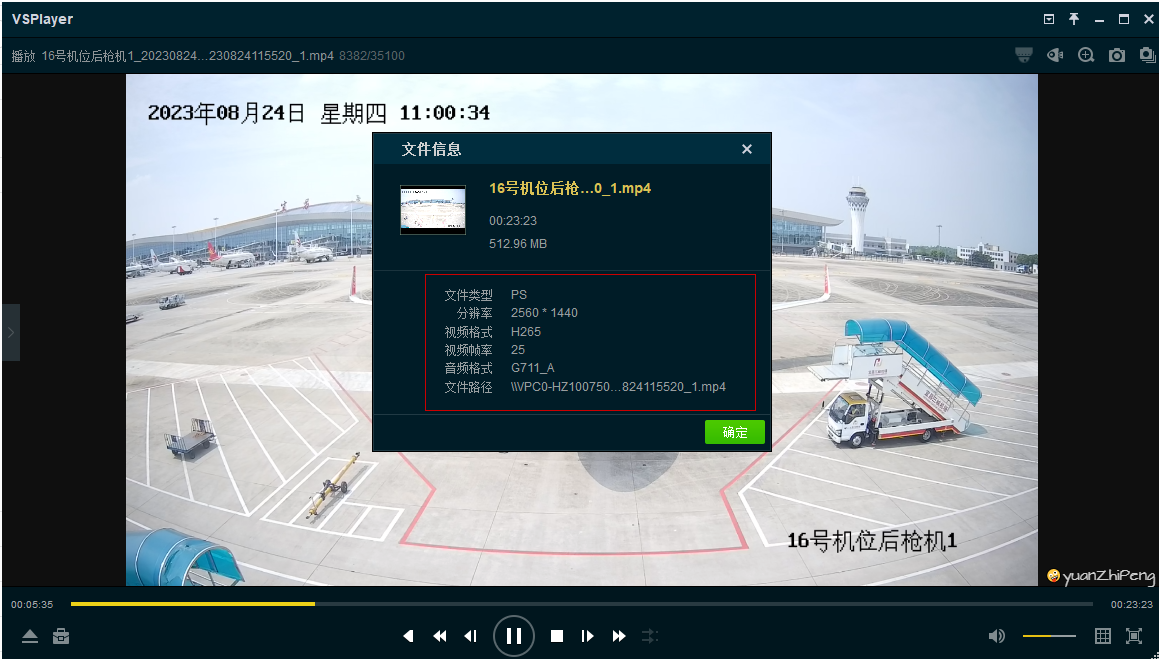 VSPlayer
播放 16号机位后枪机1_20230824...230824115520_1.mp4 8382/35100
2023年08月24日 星期四 11:00:34
文件信息
16号机位后枪...0_1.mp4
00:23:23
512.96 MB
文件类型 PS
分辨率 2560 * 1440
视频格式 H265
视频帧率 25
音频格式 G711_A
文件路径 \\VPC0-HZ100750...824115520_1.mp4
确定
16号机位后枪机1
yuanZhiPeng
00:05:35
00:23:23